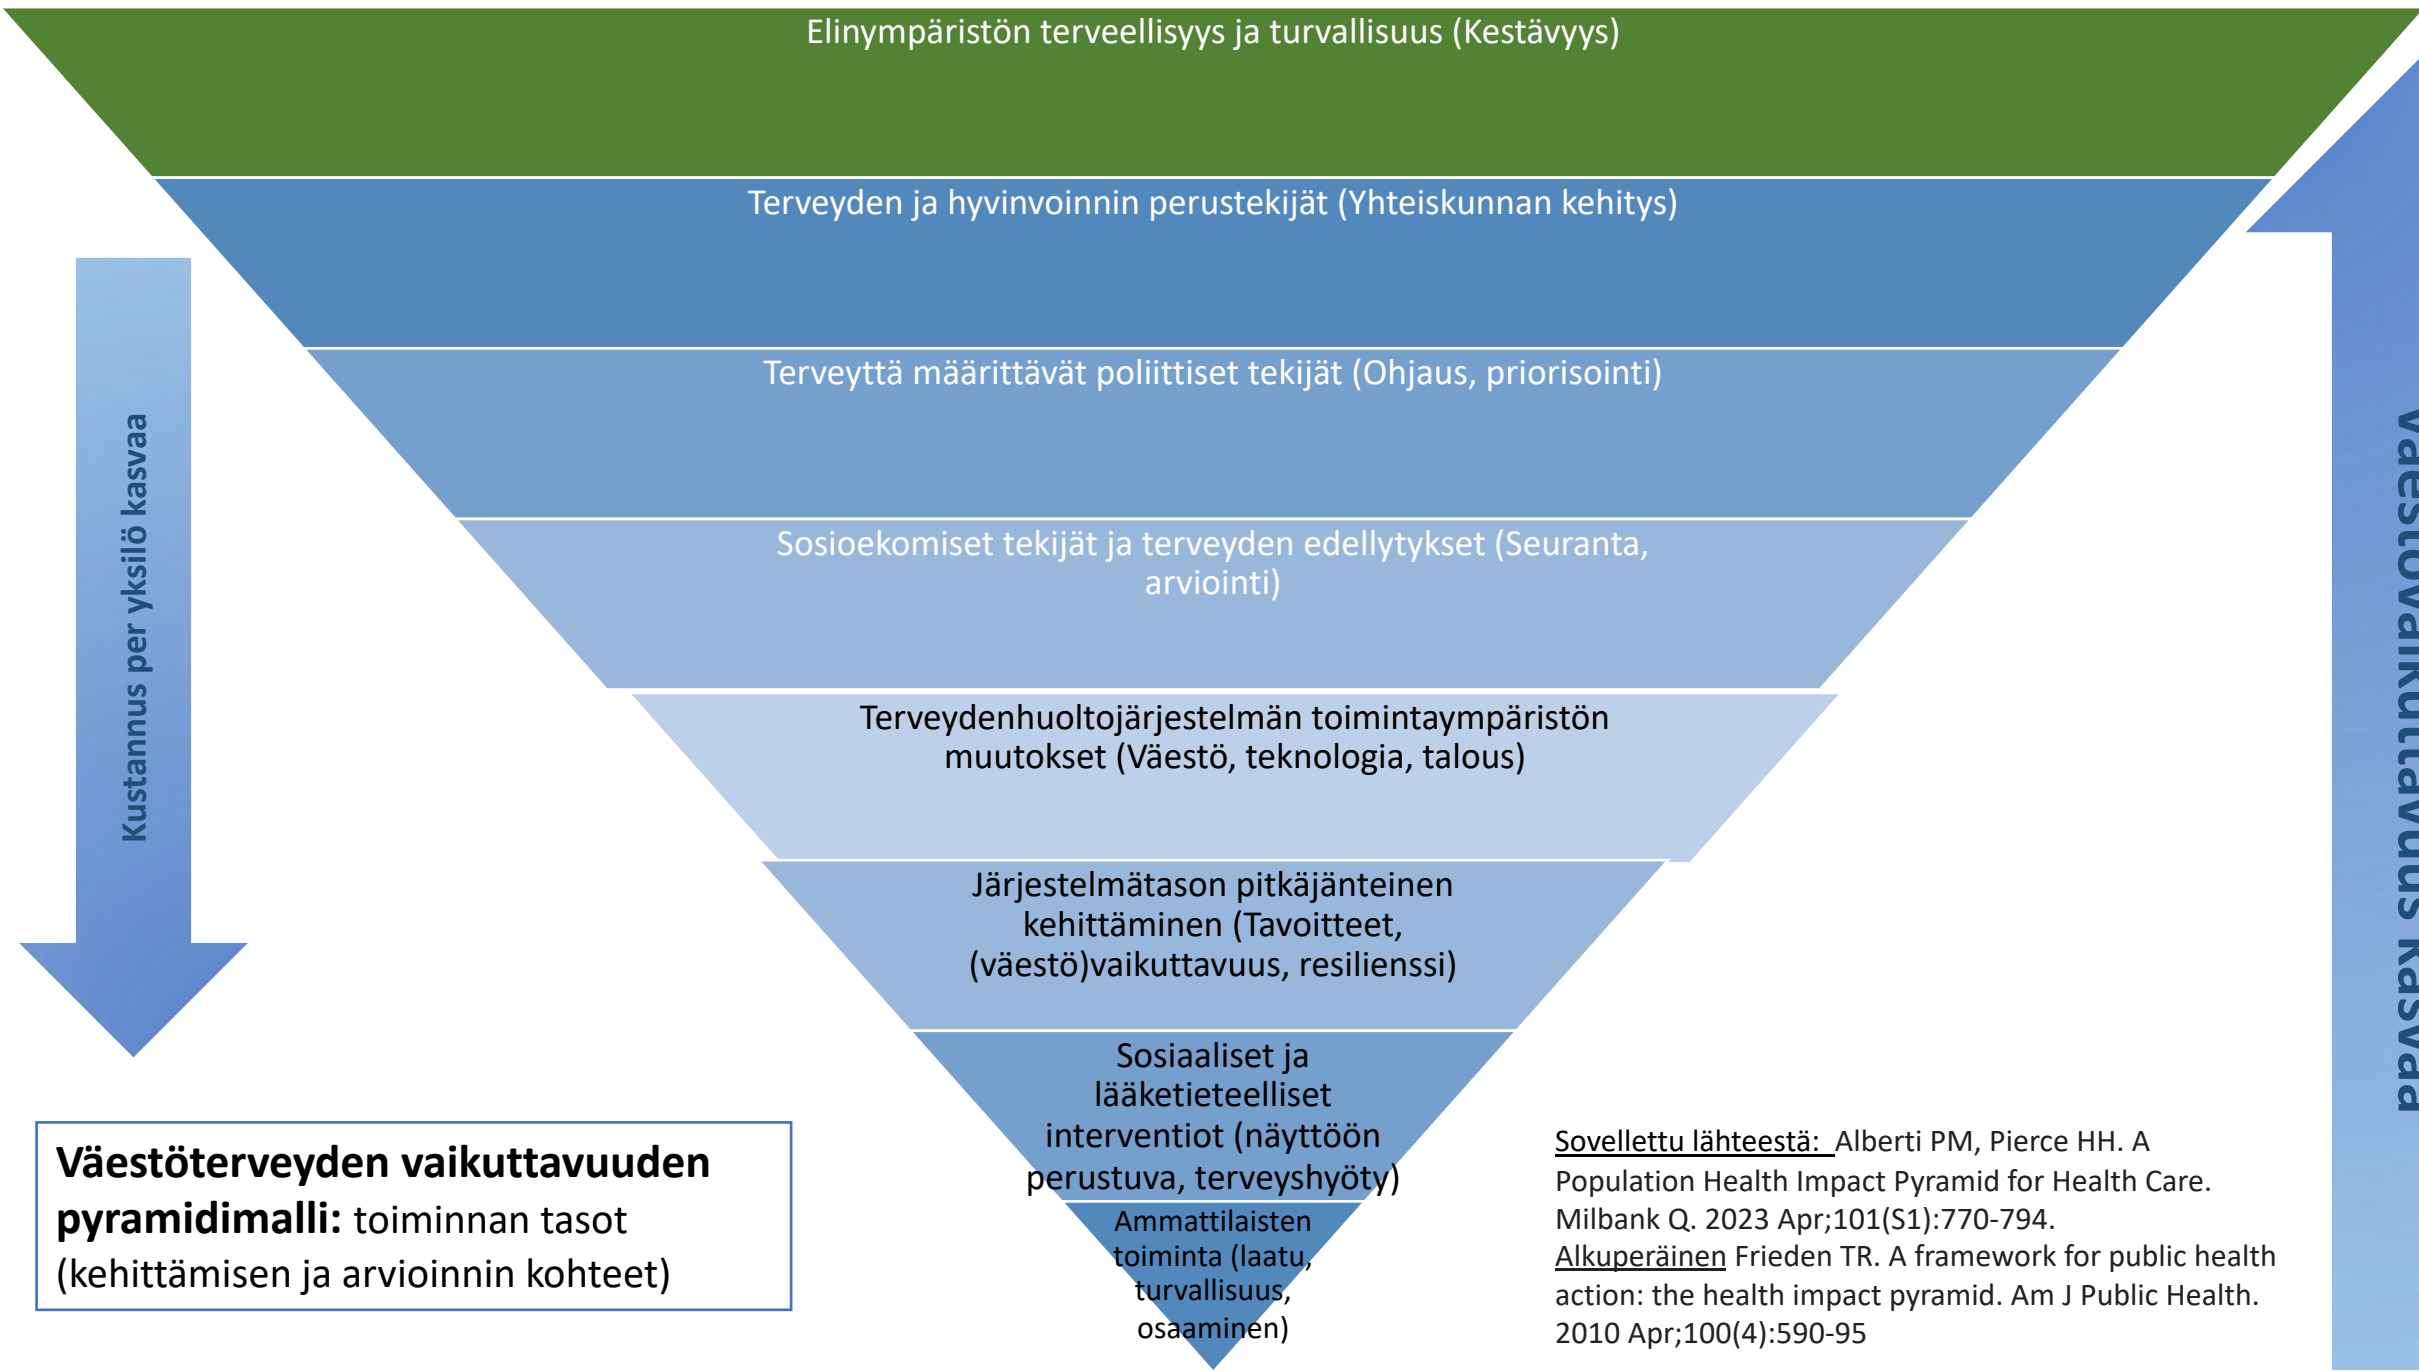 Elinympäristön terveellisyys ja turvallisuus (Kestävyys)
Terveyden ja hyvinvoinnin perustekijät (Yhteiskunnan kehitys)
Terveyttä määrittävät poliittiset tekijät (Ohjaus, priorisointi)
Sosioekomiset tekijät ja terveyden edellytykset (Seuranta,
arviointi)
Terveydenhuoltojärjestelmän toimintaympäristön
muutokset (Väestö, teknologia, talous)
Järjestelmätason pitkäjänteinen
kehittäminen (Tavoitteet,
(väestö)vaikuttavuus, resilienssi)
Sosiaaliset ja
lääketieteelliset
interventiot (näyttöön
perustuva, terveyshyöty)
Ammattilaisten
toiminta (laatu,
turvallisuus,
osaaminen)
Kustannus per yksilö kasvaa
Väestövaikuttavuus kasvaa
Väestöterveyden vaikuttavuuden
pyramidimalli: toiminnan tasot
(kehittämisen ja arvioinnin kohteet)
Sovellettu lähteestä: Alberti PM, Pierce HH. A
Population Health Impact Pyramid for Health Care.
Milbank Q. 2023 Apr;101(S1):770-794.
Alkuperäinen Frieden TR. A framework for public health
action: the health impact pyramid. Am J Public Health.
2010 Apr;100(4):590-95